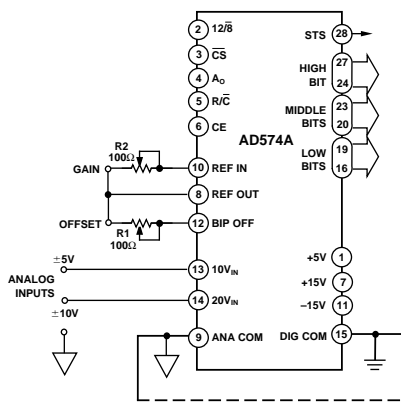 2 12/8̅
3 C̅S̅
4 AO
5 R/C̅
6 CE
AD574A
STS 28
HIGH BIT 27 24
MIDDLE BITS 23 20
LOW BITS 19 16
R2
100Ω
GAIN
10 REF IN
8 REF OUT
OFFSET
12 BIP OFF
R1
100Ω
±5V
13 10VIN
ANALOG
INPUTS
14 20VIN
±10V
9 ANA COM
+5V 1
+15V 7
–15V 11
DIG COM 15